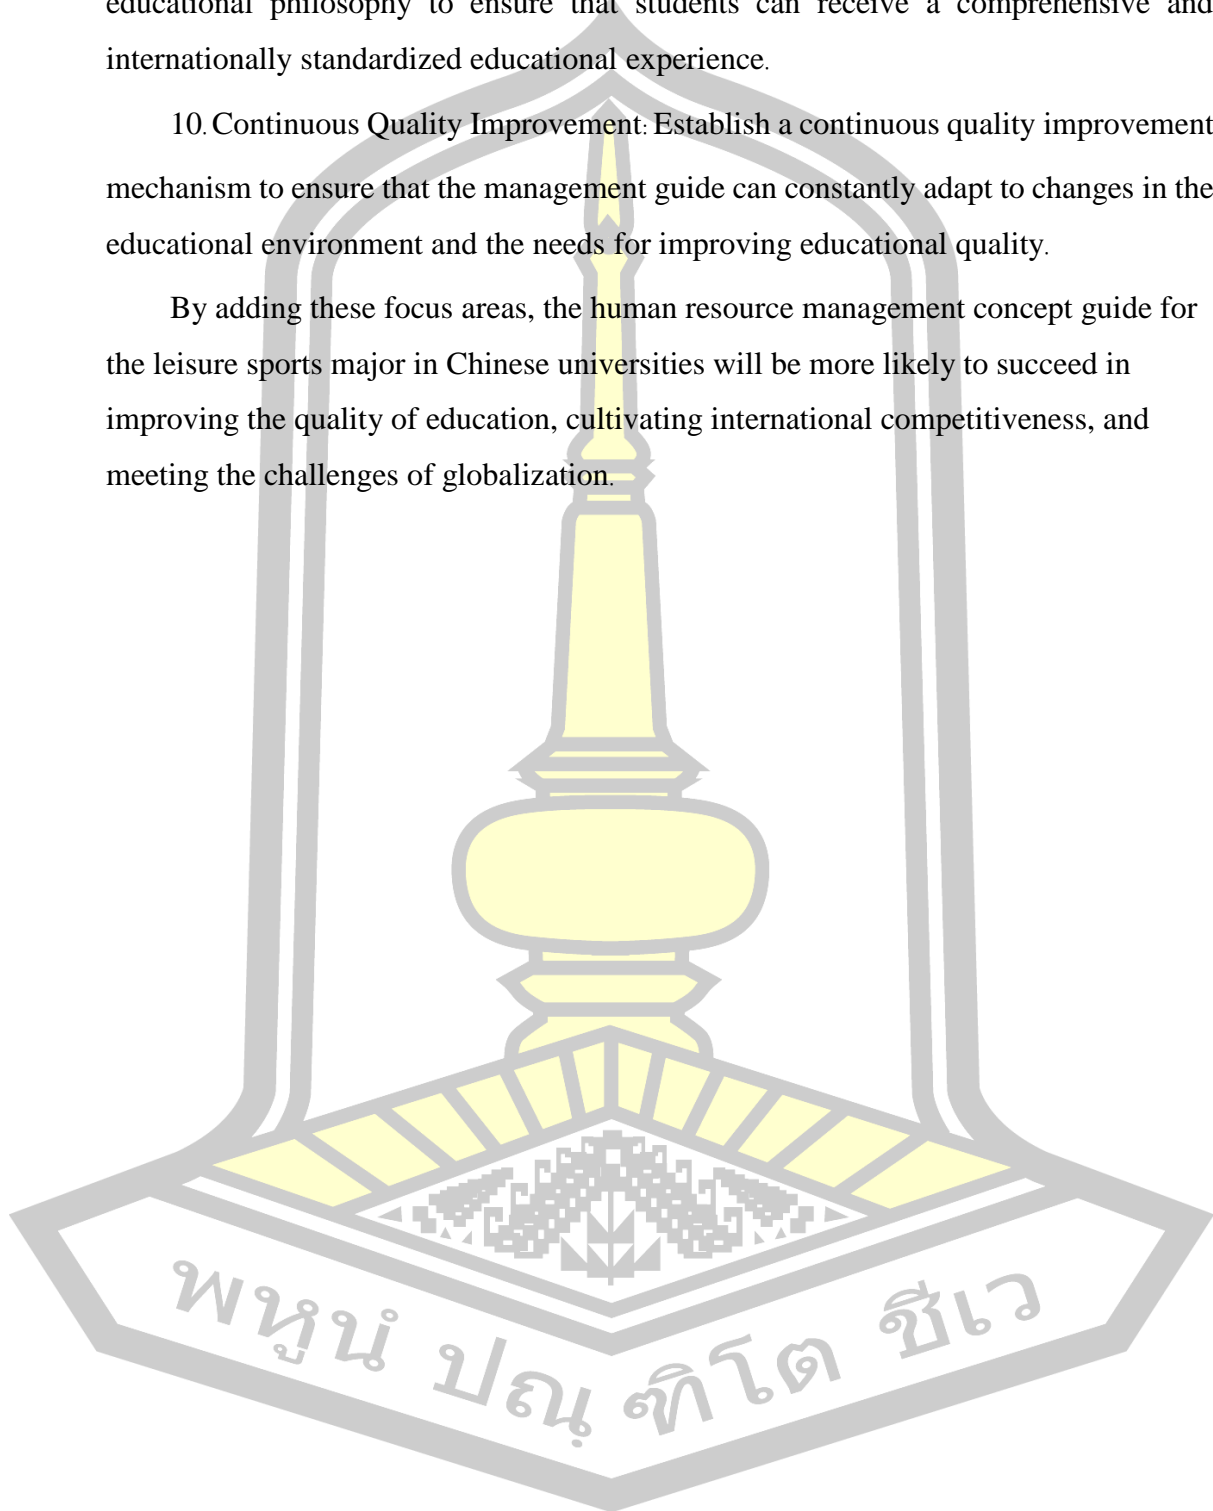 educational philosophy to ensure that students can receive a comprehensive and
internationally standardized educational experience.
10. Continuous Quality Improvement: Establish a continuous quality improvement
mechanism to ensure that the management guide can constantly adapt to changes in the
educational environment and the needs for improving educational quality.
By adding these focus areas, the human resource management concept guide for
the leisure sports major in Chinese universities will be more likely to succeed in
improving the quality of education, cultivating international competitiveness, and
meeting the challenges of globalization.
พหูนํ ปณฺฑิโต ชีเว